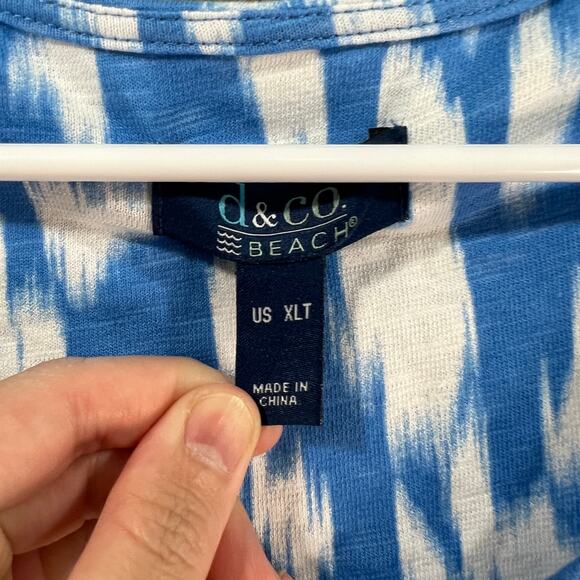 d & co.
BEACH®
US XLT
MADE IN
CHINA